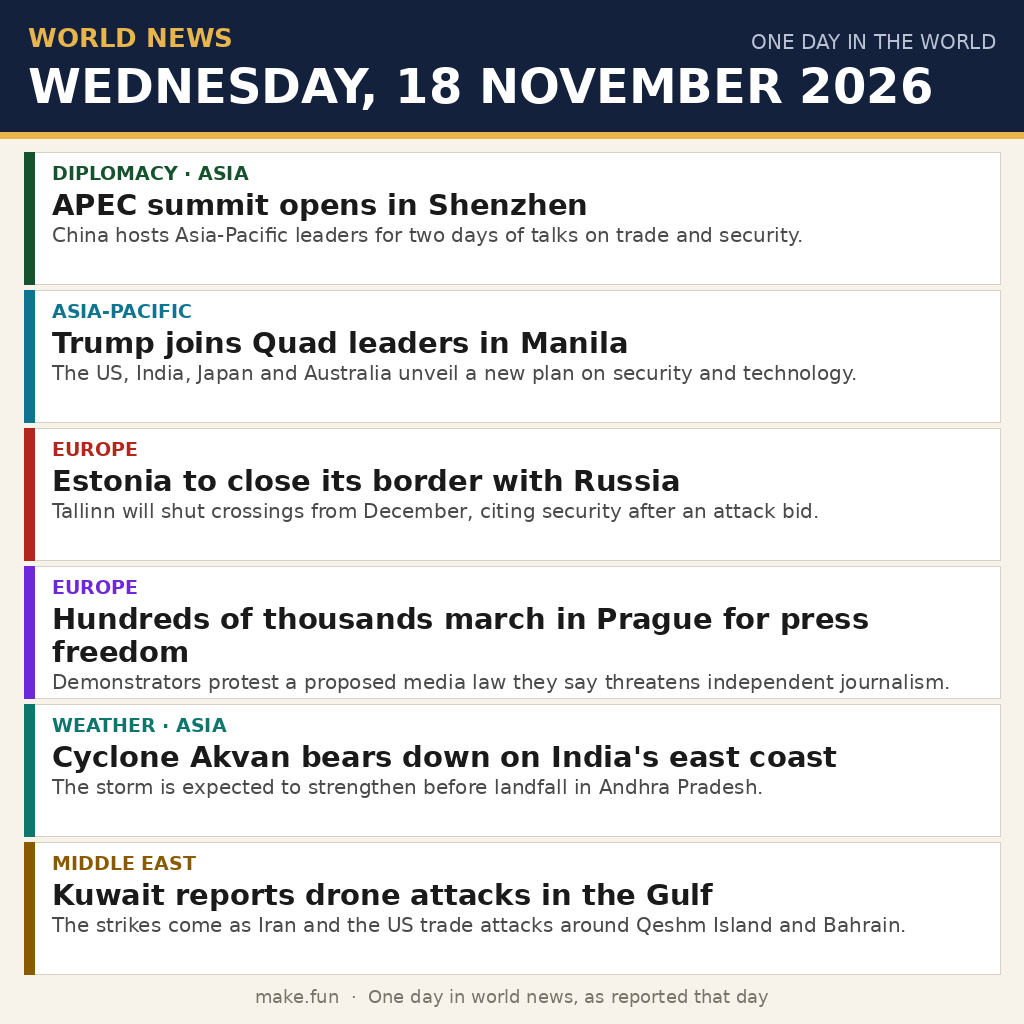 WORLD NEWS
ONE DAY IN THE WORLD
WEDNESDAY, 18 NOVEMBER 2026
DIPLOMACY · ASIA
APEC summit opens in Shenzhen
China hosts Asia-Pacific leaders for two days of talks on trade and security.
ASIA-PACIFIC
Trump joins Quad leaders in Manila
The US, India, Japan and Australia unveil a new plan on security and technology.
EUROPE
Estonia to close its border with Russia
Tallinn will shut crossings from December, citing security after an attack bid.
EUROPE
Hundreds of thousands march in Prague for press
freedom
Demonstrators protest a proposed media law they say threatens independent journalism.
WEATHER · ASIA
Cyclone Akvan bears down on India's east coast
The storm is expected to strengthen before landfall in Andhra Pradesh.
MIDDLE EAST
Kuwait reports drone attacks in the Gulf
The strikes come as Iran and the US trade attacks around Qeshm Island and Bahrain.
make.fun · One day in world news, as reported that day